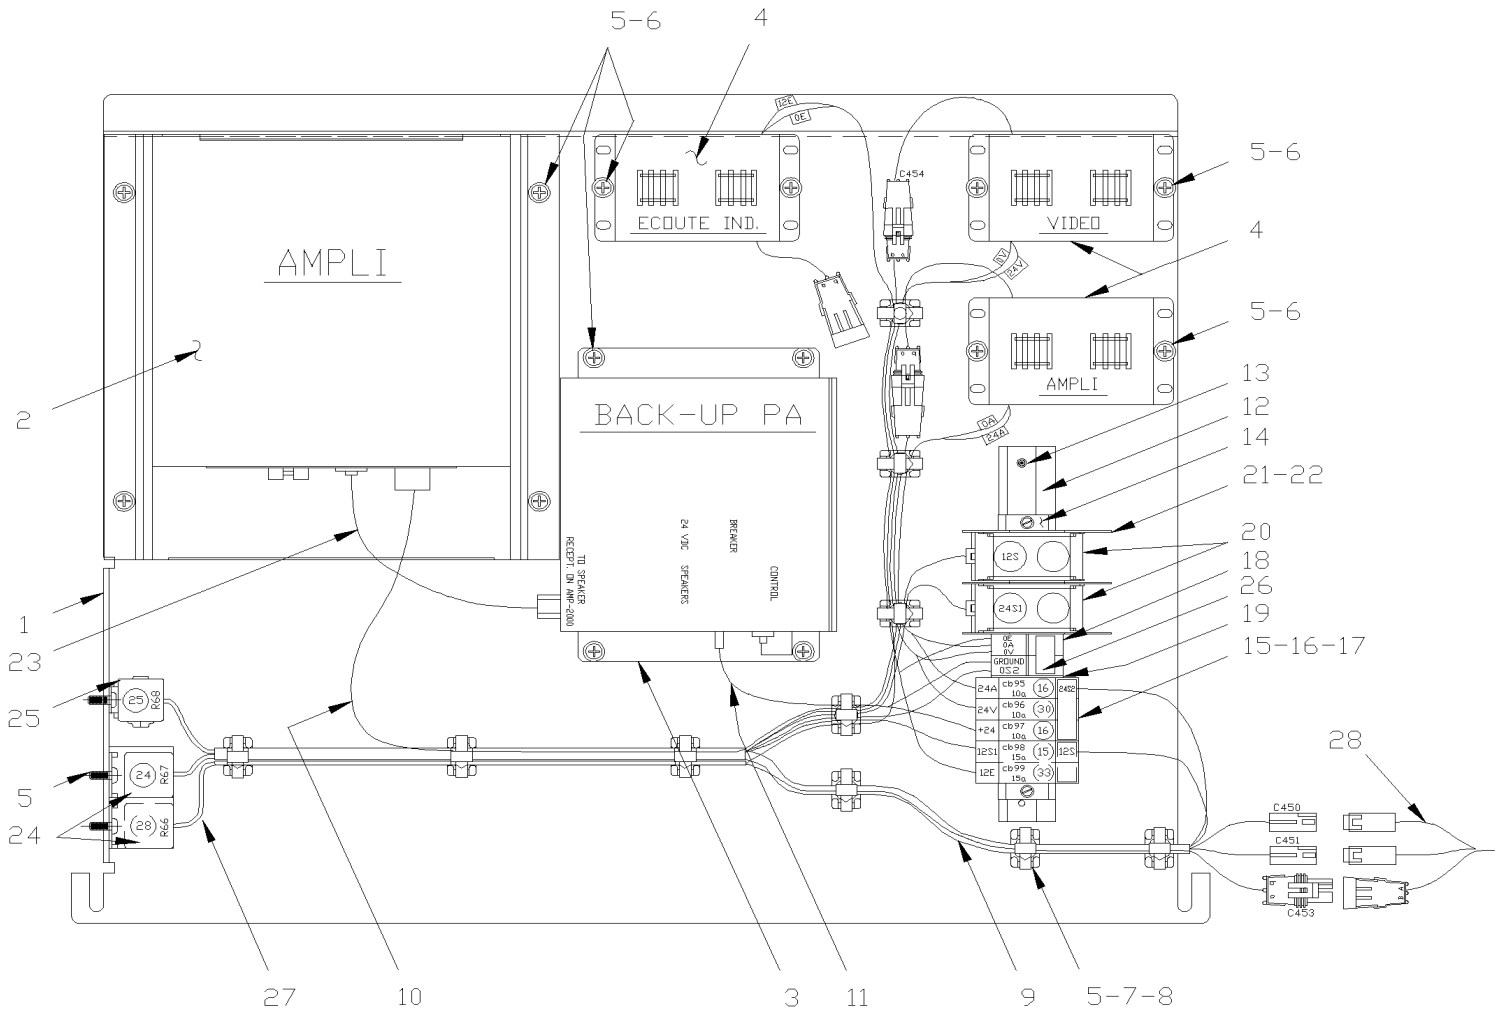 5-6
4
12E
0E
C454
5-6
ECOUTE IND.
VIDEO
4
0V
24V
AMPLI
5-6
2
AMPLI
13
BACK-UP PA
12
0A
24A
14
21-22
BREAKER
24 VDC SPEAKERS
TO SPEAKER
RECEPT. ON AMP-2000
CONTROL
20
12S
18
26
24S1
19
1
23
0E
0A
0V
GROUND
0S2
15-16-17
25
25
R68
24A cb95 10a 16 24S2
24V cb96 10a (30)
+24 cb97 10a 16
12S1 cb98 15a 15 12S
12E cb99 15a (33)
28
5
24
R67
24
(28)
R66
C450
C451
C453
A
B
27
10
3
11
9
5-7-8